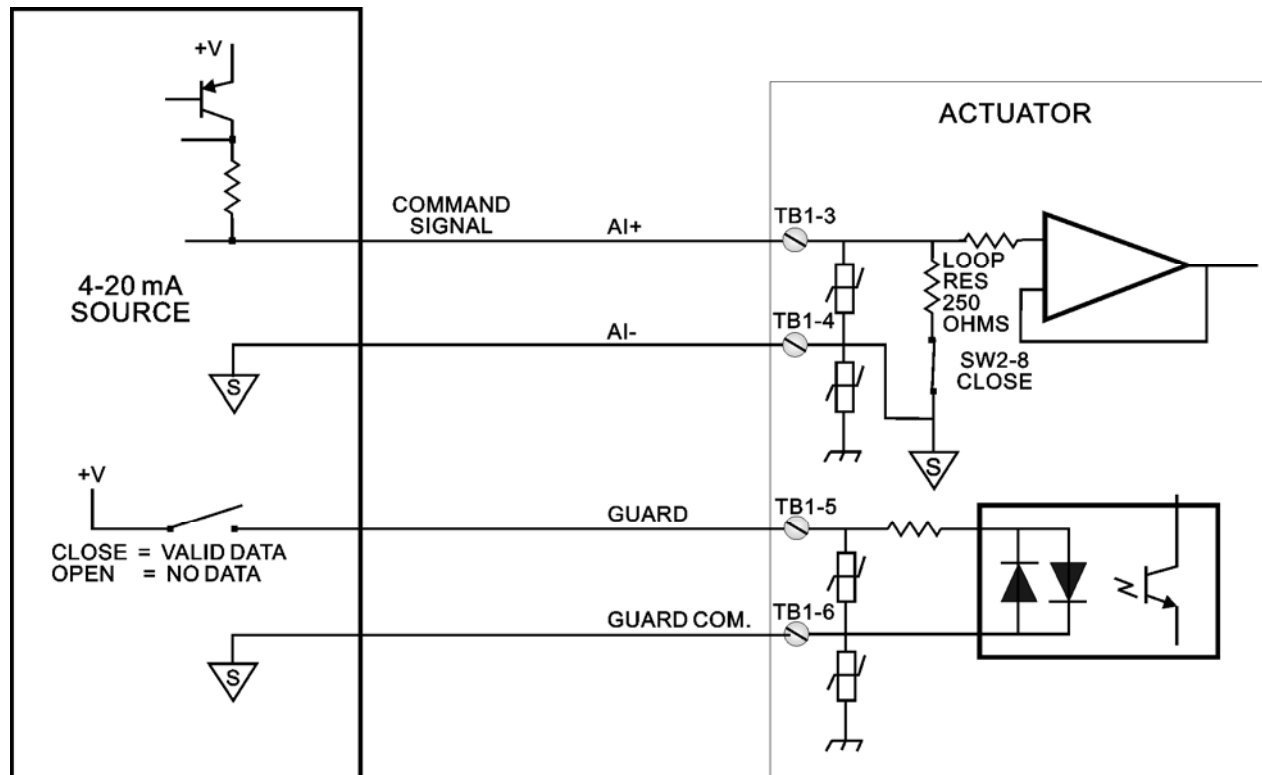 +V
ACTUATOR
COMMAND
SIGNAL
AI+
TB1-3
LOOP
RES
250
OHMS
4-20 mA
SOURCE
AI-
TB1-4
SW2-8
CLOSE
S
S
+V
GUARD
TB1-5
CLOSE = VALID DATA
OPEN = NO DATA
GUARD COM.
TB1-6
S